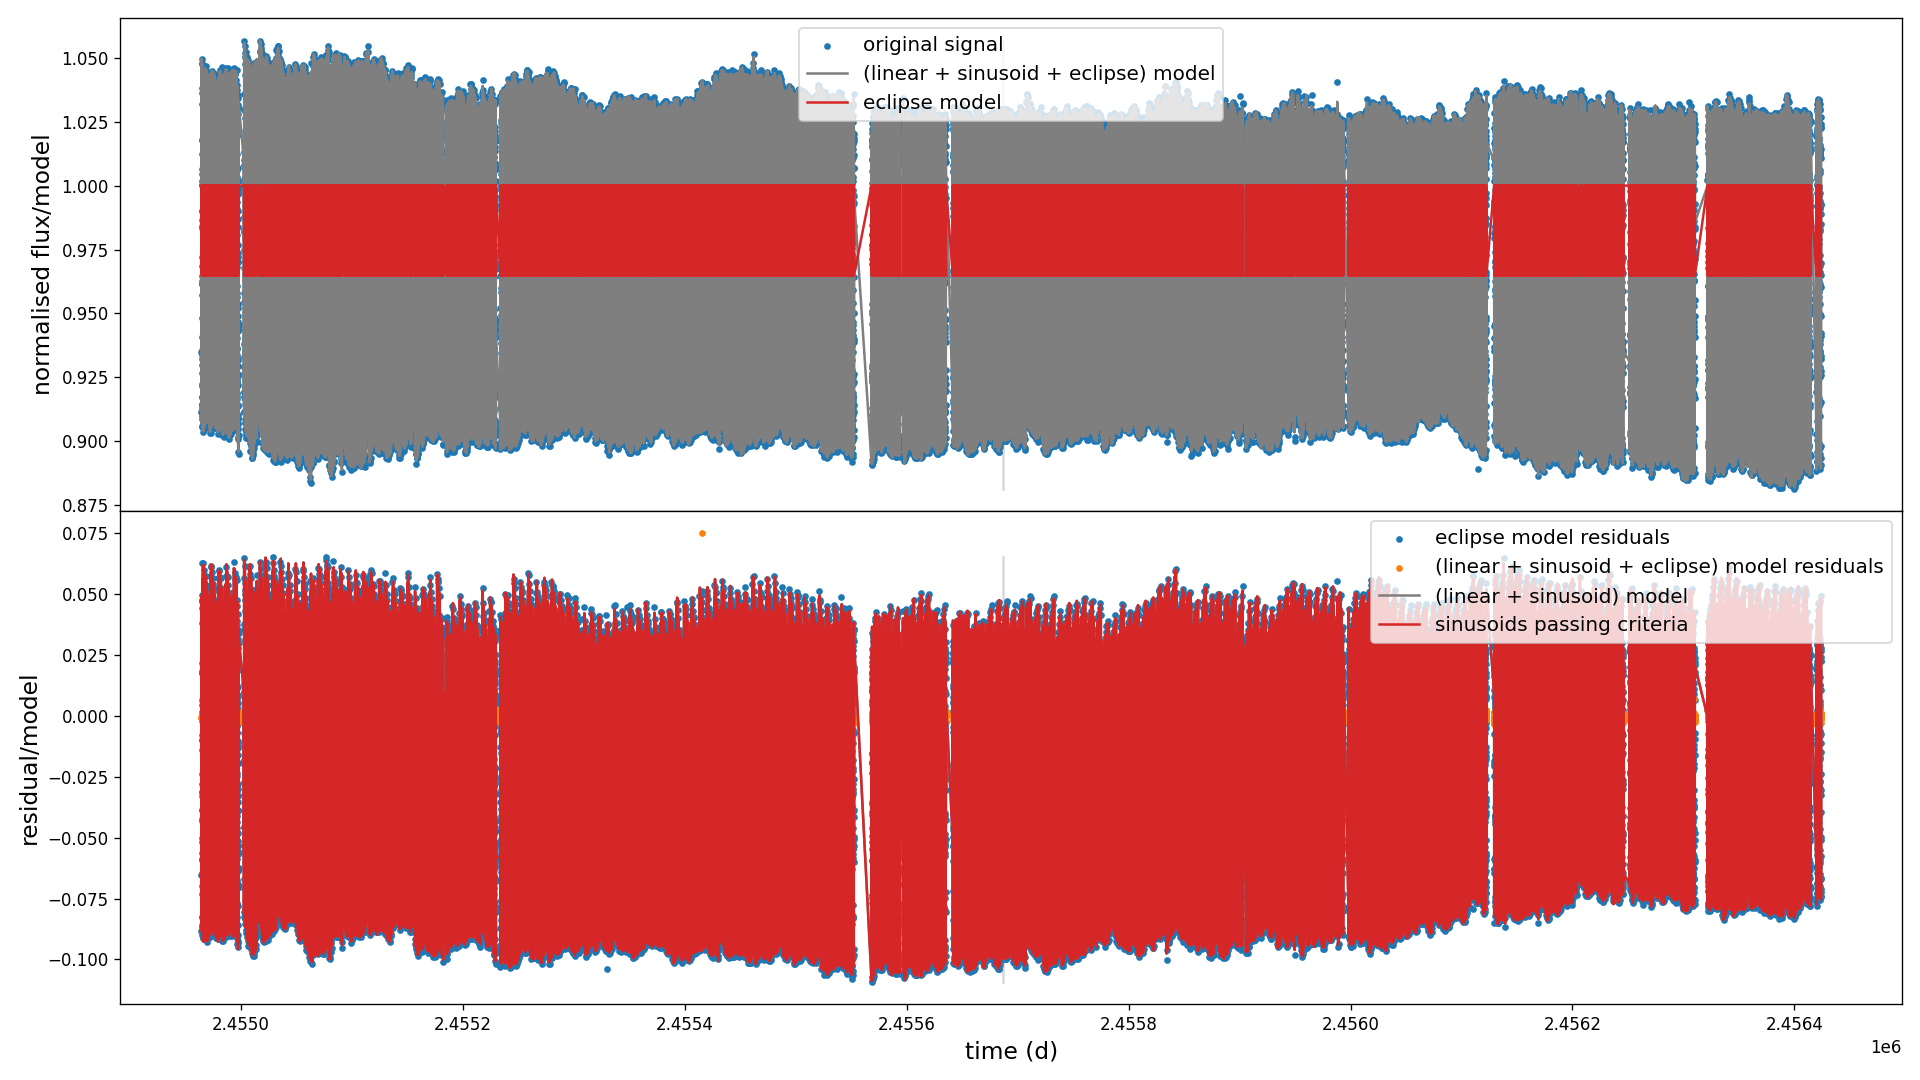 original signal
(linear + sinusoid + eclipse) model
eclipse model
normalised flux/model
1.050
1.025
1.000
0.975
0.950
0.925
0.900
0.875
eclipse model residuals
(linear + sinusoid + eclipse) model residuals
(linear + sinusoid) model
sinusoids passing criteria
residual/model
0.075
0.050
0.025
0.000
−0.025
−0.050
−0.075
−0.100
2.4550 2.4552 2.4554 2.4556 2.4558 2.4560 2.4562 2.4564
time (d)
1e6